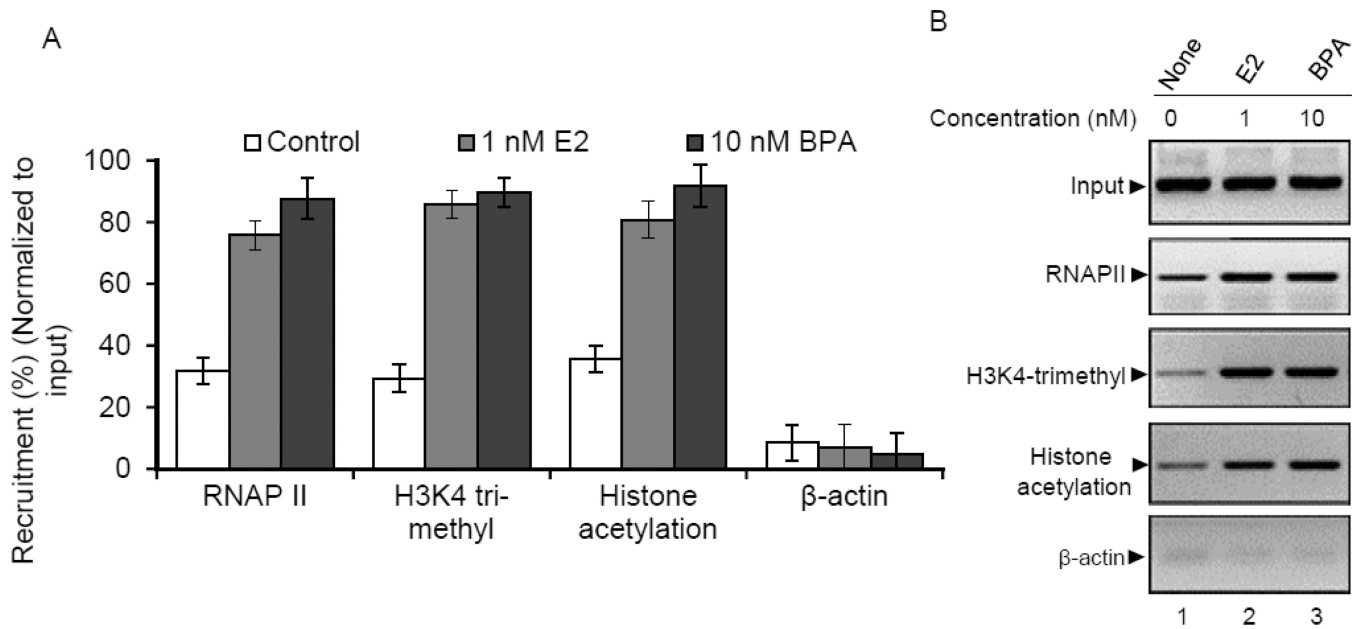 A
Control
1 nM E2
10 nM BPA
Recruitment (%) (Normalized to
input)
100
80
60
40
20
0
RNAP II
H3K4 tri-
methyl
Histone
acetylation
β-actin
B
None
E2
BPA
Concentration (nM) 0 1 10
Input
RNAPII
H3K4-trimethyl
Histone
acetylation
β-actin
1 2 3